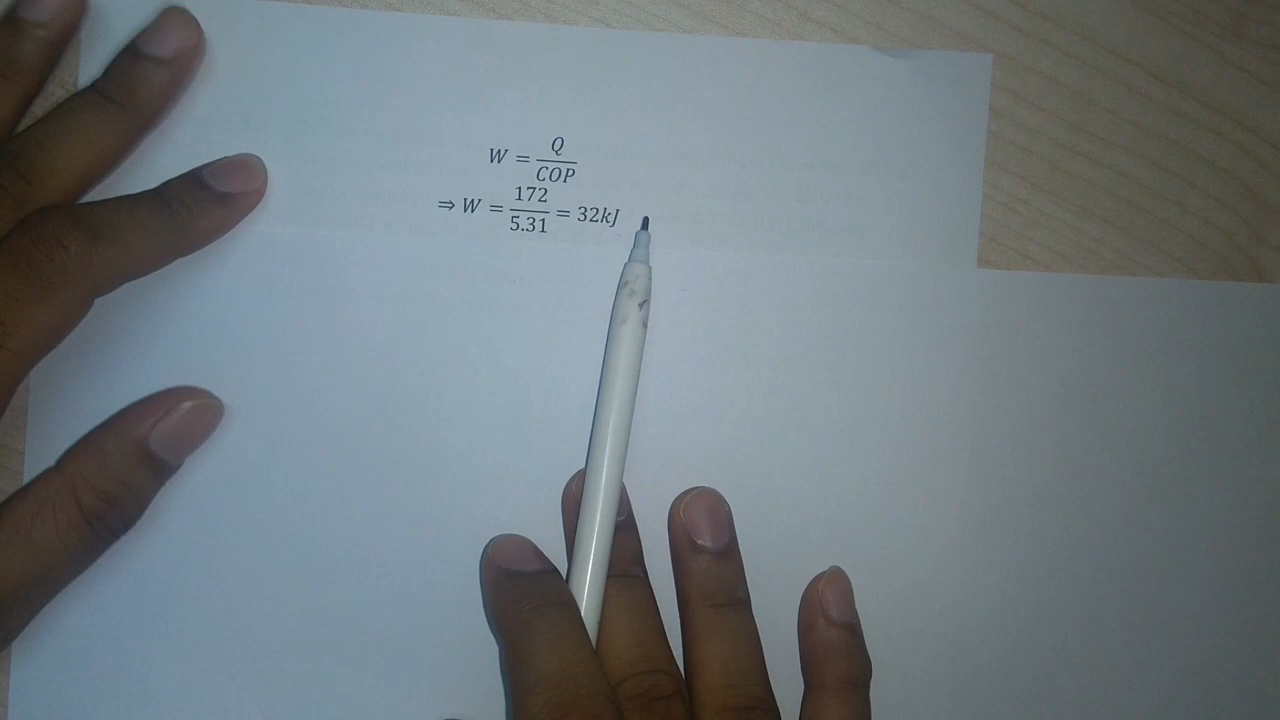 W = Q/COP
⇒ W = 172/5.31 = 32kJ